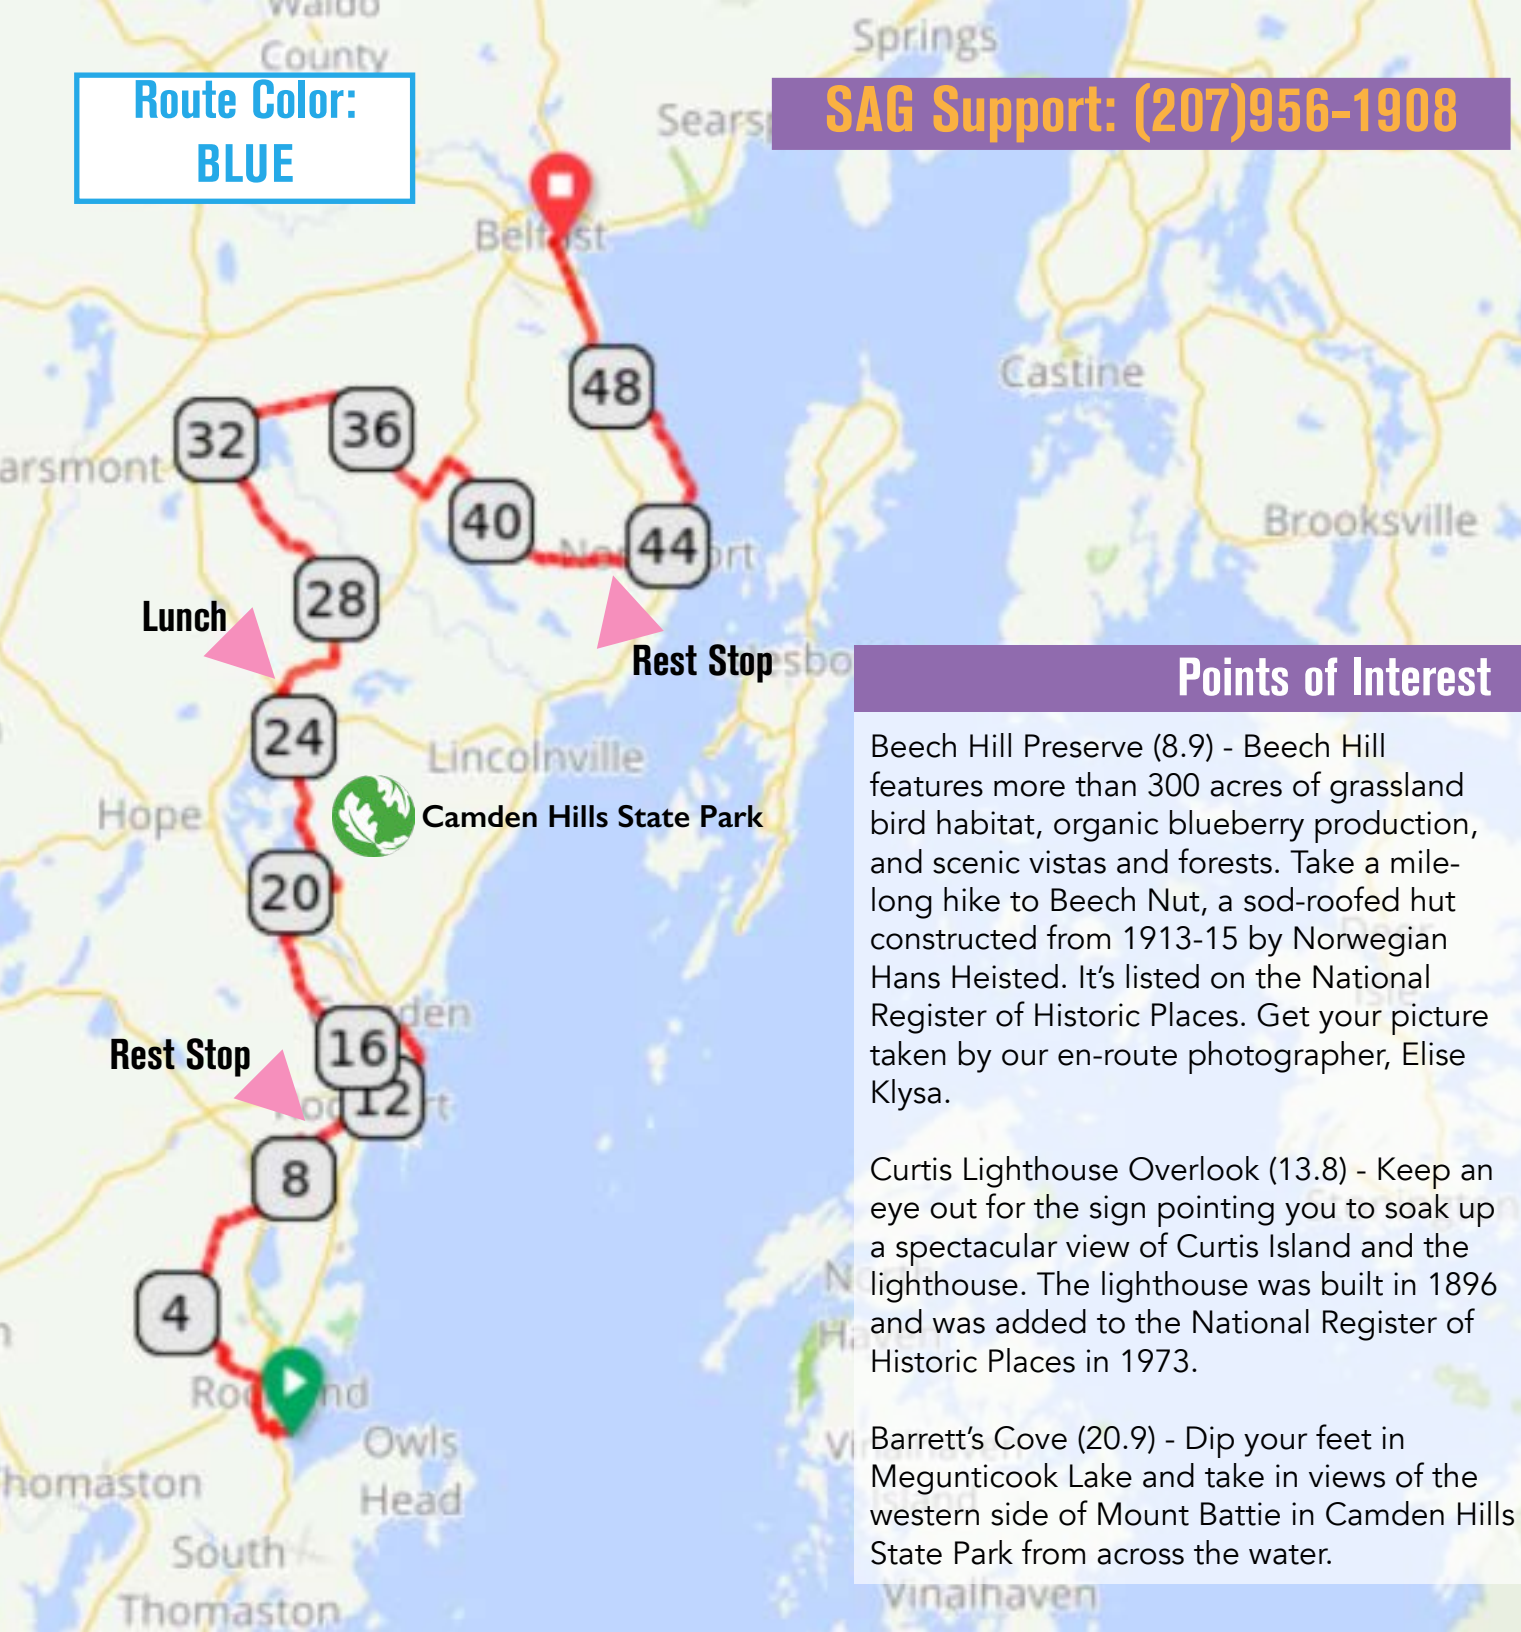 Waldo
County
Springs
Route Color:
BLUE
SAG Support: (207)956-1908
Belfast
48
Castine
32
36
arsmont
40
44
Brooksville
28
Lunch
Rest Stop
esbo
24
Lincolnville
Hope
Camden Hills State Park
20
den
16
Rest Stop
12
8
4
Owls
Head
homaston
South
Thomaston
Points of Interest
Beech Hill Preserve (8.9) - Beech Hill
features more than 300 acres of grassland
bird habitat, organic blueberry production,
and scenic vistas and forests. Take a mile-
long hike to Beech Nut, a sod-roofed hut
constructed from 1913-15 by Norwegian
Hans Heisted. It's listed on the National
Register of Historic Places. Get your picture
taken by our en-route photographer, Elise
Klysa.
Curtis Lighthouse Overlook (13.8) - Keep an
eye out for the sign pointing you to soak up
a spectacular view of Curtis Island and the
lighthouse. The lighthouse was built in 1896
and was added to the National Register of
Historic Places in 1973.
Barrett's Cove (20.9) - Dip your feet in
Megunticook Lake and take in views of the
western side of Mount Battie in Camden Hills
State Park from across the water.
Vinalhaven